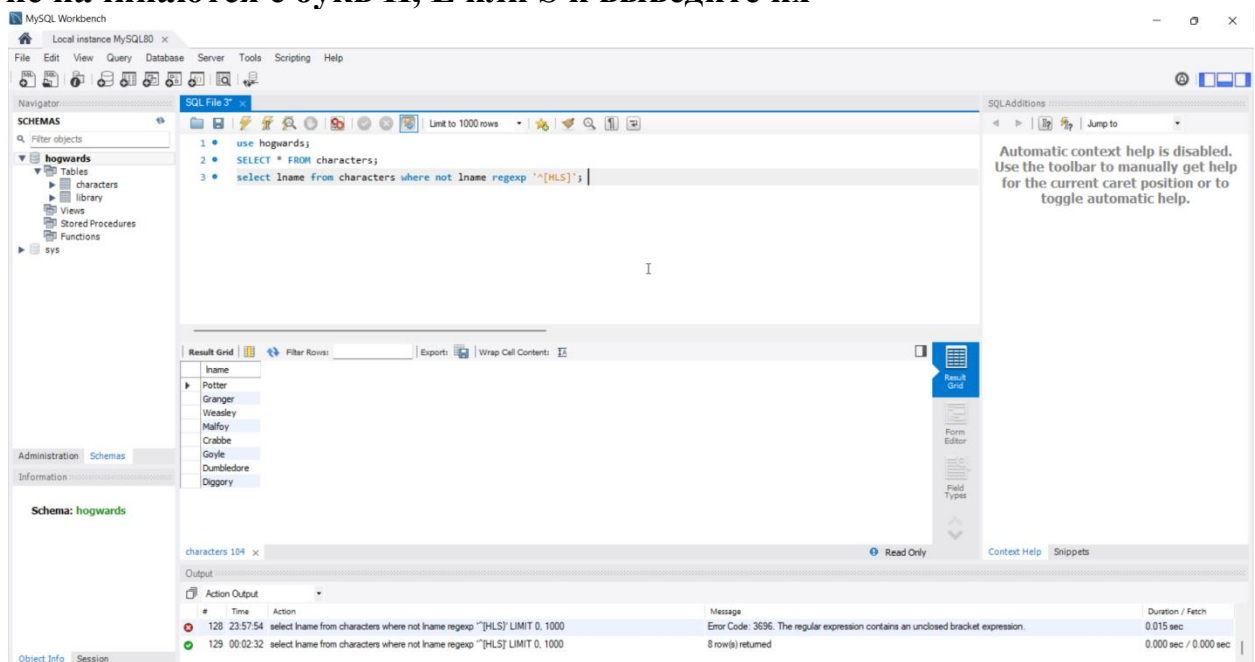 не начинаются с букв H, L или S и выведите их
MySQL Workbench
Local instance MySQL80
File Edit View Query Database Server Tools Scripting Help
Navigator
SCHEMAS
Filter objects
hogwards
Tables
characters
library
Views
Stored Procedures
Functions
sys
Administration Schemas
Information
Schema: hogwards
Object Info Session
SQL File 3*
Limit to 1000 rows
1 use hogwards;
2 SELECT * FROM characters;
3 select lname from characters where not lname regexp '^[HLS]';
Result Grid Filter Rows: Export: Wrap Cell Content:
lname
Potter
Granger
Weasley
Malfoy
Crabbe
Goyle
Dumbledore
Diggory
Result
Grid
Form
Editor
Field
Types
characters 104
Read Only
SQLAdditions
Jump to
Automatic context help is disabled.
Use the toolbar to manually get help
for the current caret position or to
toggle automatic help.
Context Help Snippets
Output
Action Output
# Time Action Message Duration / Fetch
128 23:57:54 select lname from characters where not lname regexp '^[HLS)' LIMIT 0, 1000 Error Code: 3696. The regular expression contains an unclosed bracket expression. 0.015 sec
129 00:02:32 select lname from characters where not lname regexp '^[HLS]' LIMIT 0, 1000 8 row(s) returned 0.000 sec / 0.000 sec